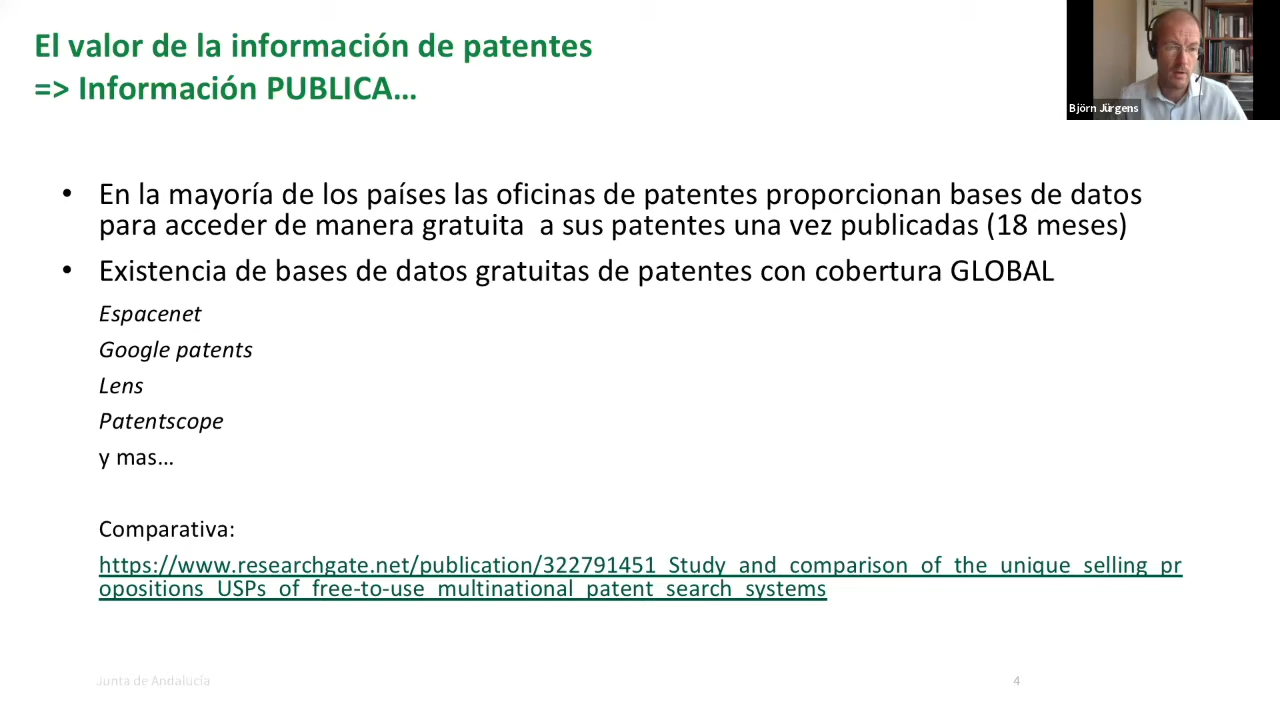 El valor de la información de patentes
=> Información PUBLICA...
Björn Jürgens
• En la mayoría de los países las oficinas de patentes proporcionan bases de datos
para acceder de manera gratuita  a sus patentes una vez publicadas (18 meses)
• Existencia de bases de datos gratuitas de patentes con cobertura GLOBAL
Espacenet
Google patents
Lens
Patentscope
y mas...
Comparativa:
https://www.researchgate.net/publication/322791451_Study_and_comparison_of_the_unique_selling_pr
opositions_USPs_of_free-to-use_multinational_patent_search_systems
Junta de Andalucía
4